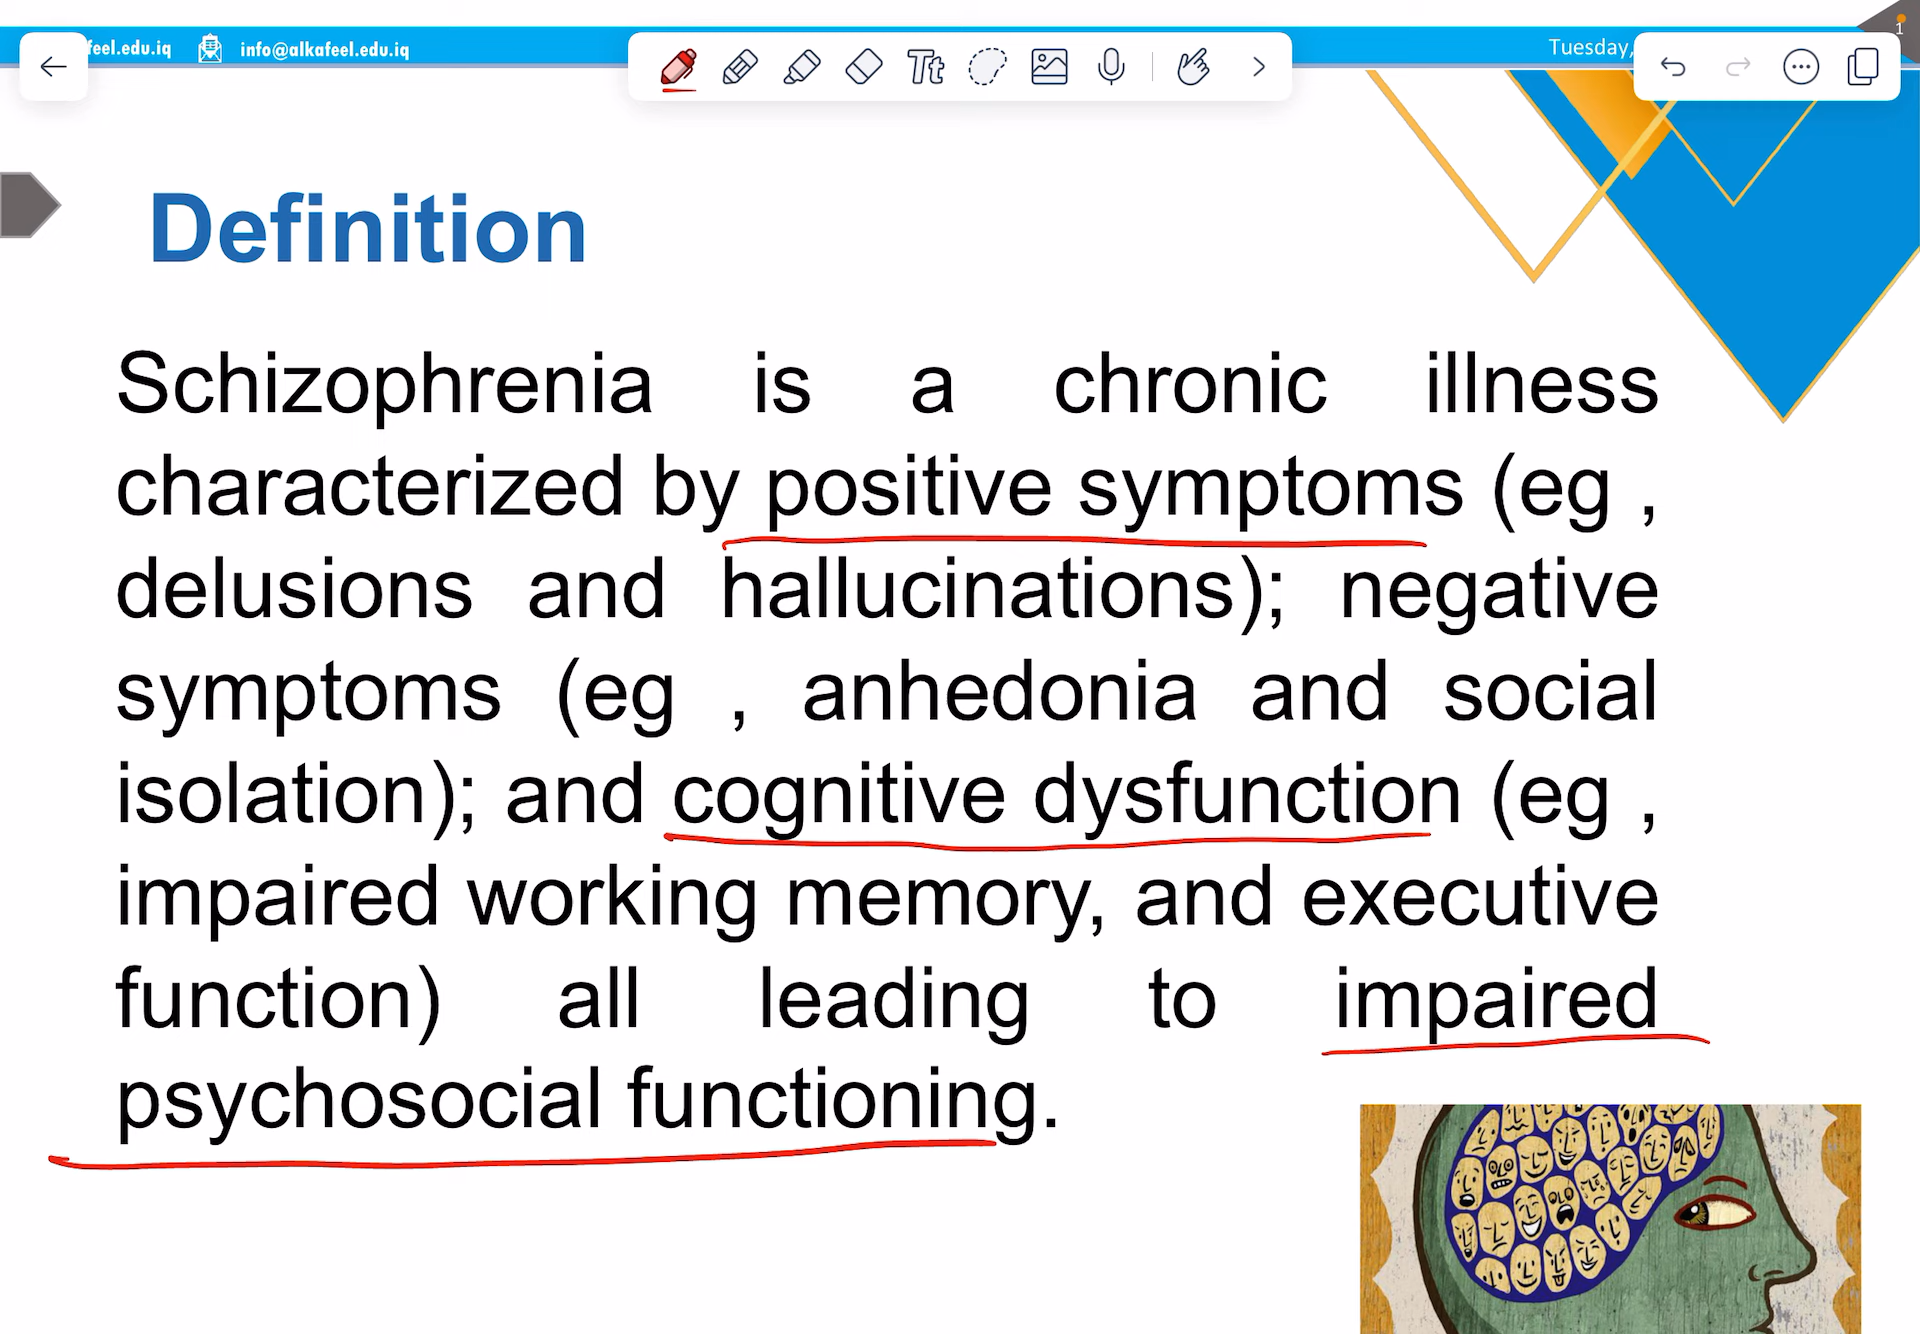 feel.edu.iq info@alkafeel.edu.iq Tuesday,
1
Tt
Definition
Schizophrenia is a chronic illness
characterized by positive symptoms (eg ,
delusions and hallucinations); negative
symptoms (eg , anhedonia and social
isolation); and cognitive dysfunction (eg ,
impaired working memory, and executive
function) all leading to impaired
psychosocial functioning.